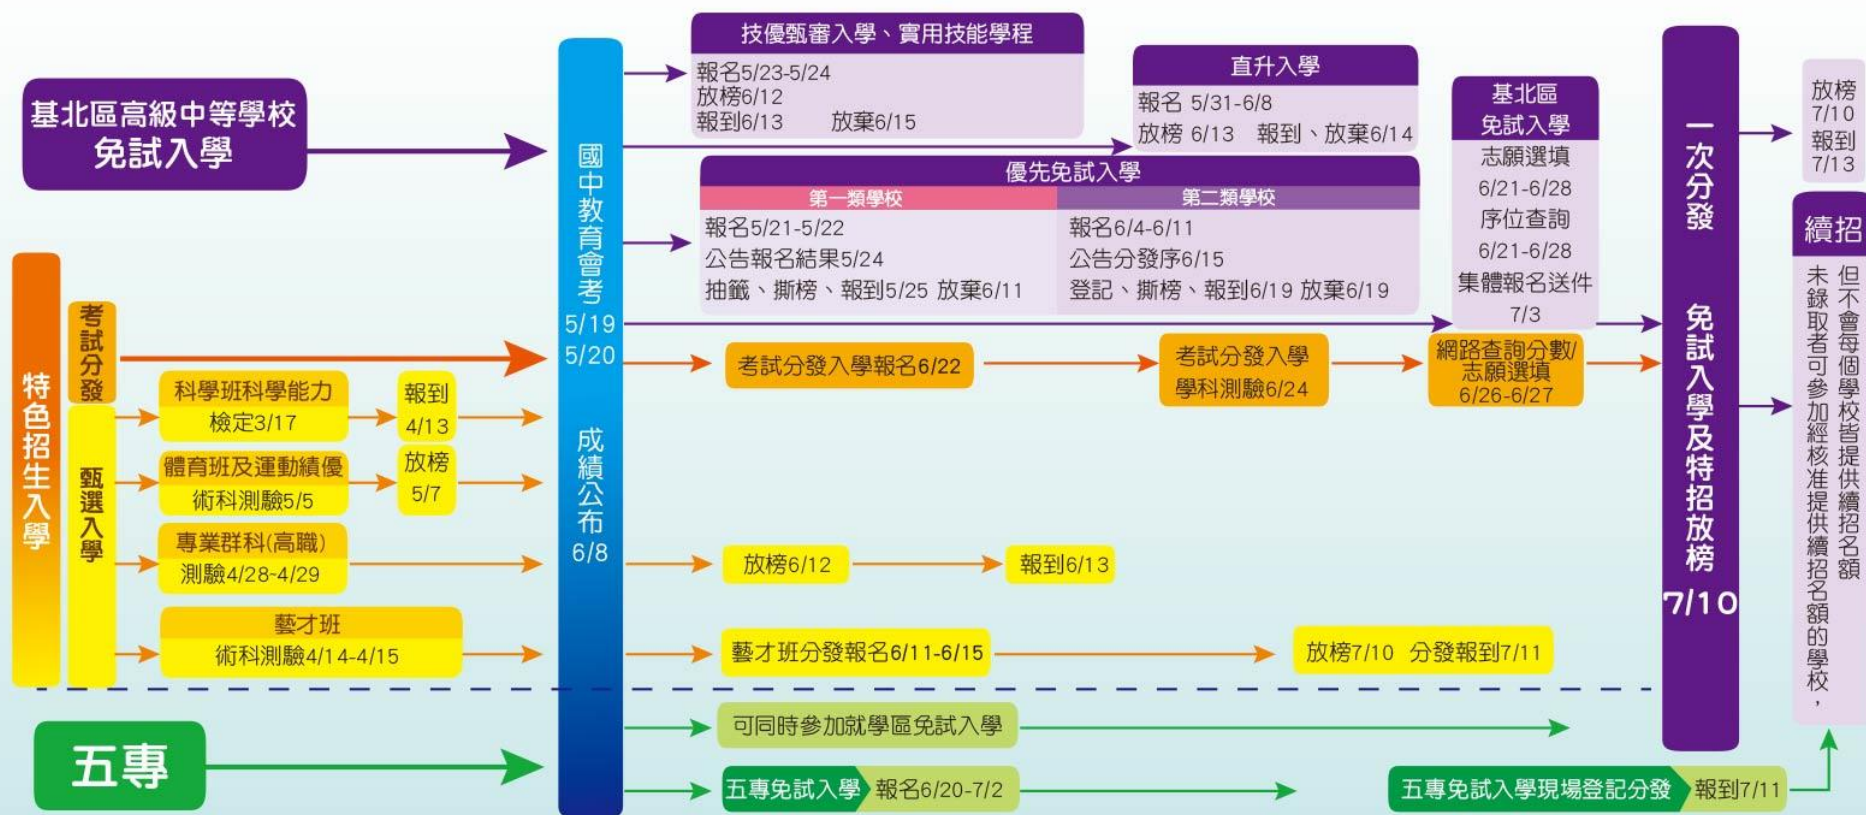 基北區高級中等學校
免試入學
特色招生入學
考試分發
甄選入學
科學班科學能力
檢定3/17
報到
4/13
體育班及運動績優
術科測驗5/5
放榜
5/7
專業群科(高職)
測驗4/28-4/29
藝才班
術科測驗4/14-4/15
五專
國中教育會考
5/19
5/20
成績公布
6/8
技優甄審入學、實用技能學程
報名5/23-5/24
放榜6/12
報到6/13 放棄6/15
直升入學
報名 5/31-6/8
放榜 6/13 報到、放棄6/14
優先免試入學
第一類學校
報名5/21-5/22
公告報名結果5/24
抽籤、撕榜、報到5/25 放棄6/11
第二類學校
報名6/4-6/11
公告分發序6/15
登記、撕榜、報到6/19 放棄6/19
基北區
免試入學
志願選填
6/21-6/28
序位查詢
6/21-6/28
集體報名送件
7/3
考試分發入學報名6/22
考試分發入學
學科測驗6/24
網路查詢分數/
志願選填
6/26-6/27
放榜6/12
報到6/13
藝才班分發報名6/11-6/15
放榜7/10 分發報到7/11
可同時參加就學區免試入學
五專免試入學
報名6/20-7/2
五專免試入學現場登記分發
報到7/11
一次分發 免試入學及特招放榜
7/10
放榜
7/10
報到
7/13
續招
未錄取者可參加經核准提供續招名額的學校，
但不會每個學校皆提供續招名額